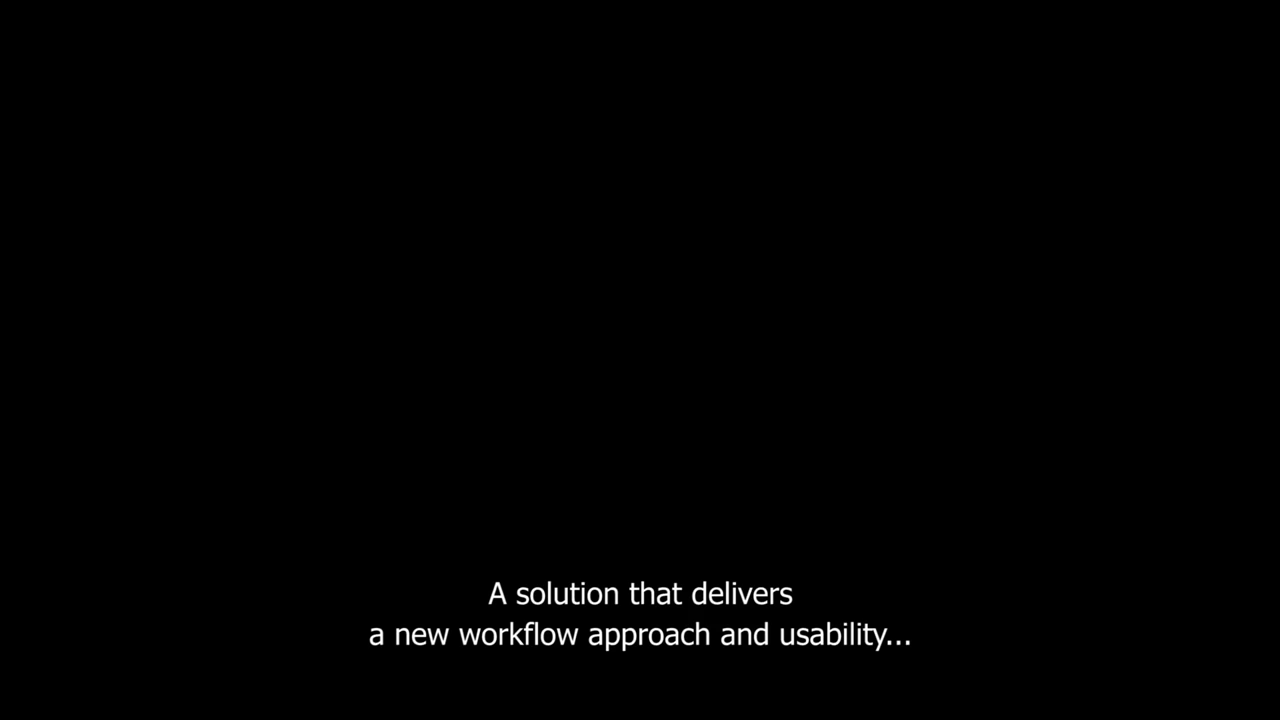 A solution that delivers
a new workflow approach and usability...